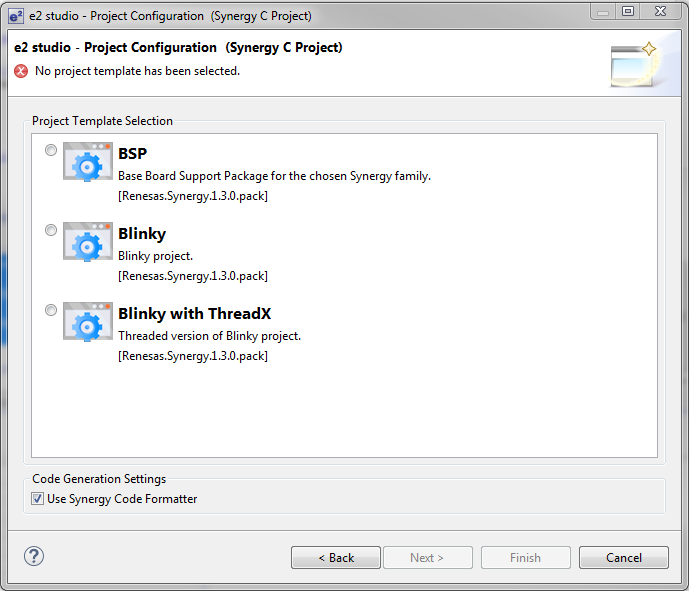 e² e2 studio - Project Configuration (Synergy C Project)
e2 studio - Project Configuration (Synergy C Project)
No project template has been selected.
Project Template Selection
BSP
Base Board Support Package for the chosen Synergy family.
[Renesas.Synergy.1.3.0.pack]
Blinky
Blinky project.
[Renesas.Synergy.1.3.0.pack]
Blinky with ThreadX
Threaded version of Blinky project.
[Renesas.Synergy.1.3.0.pack]
Code Generation Settings
Use Synergy Code Formatter
? < Back Next > Finish Cancel